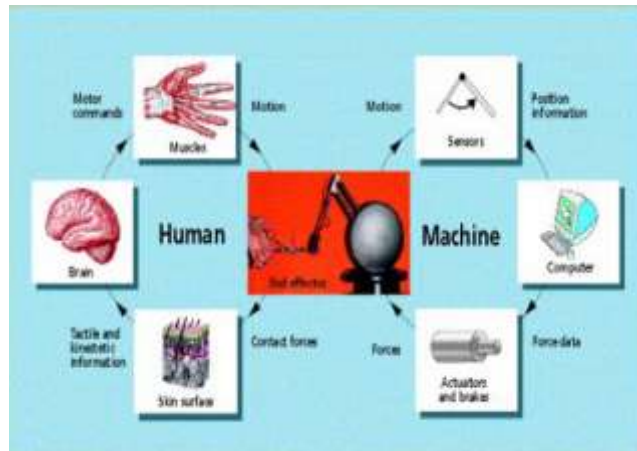 Motor
commands
Muscles
Motion
Motion
Sensors
Position
information
Brain
Human
End effector
Machine
Computer
Tactile and
kinestetic
information
Skin surface
Contact forces
Forces
Actuators
and brakes
Force data